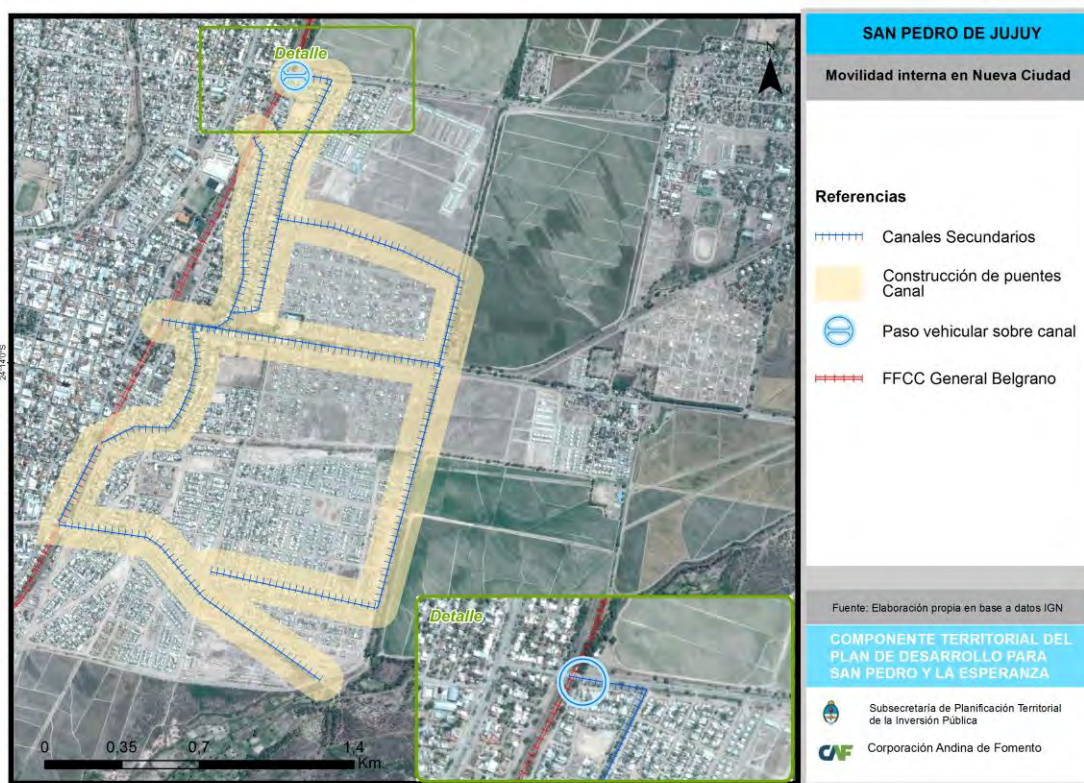 SAN PEDRO DE JUJUY
Movilidad interna en Nueva Ciudad
Referencias
Canales Secundarios
Construcción de puentes
Canal
Paso vehicular sobre canal
FFCC General Belgrano
Fuente: Elaboración propia en base a datos IGN
COMPONENTE TERRITORIAL DEL
PLAN DE DESARROLLO PARA
SAN PEDRO Y LA ESPERANZA
Subsecretaría de Planificación Territorial
de la Inversión Pública
CAF
Corporación Andina de Fomento
Detalle
N
24°14'0"S
Detalle
0 0,35 0,7 1,4
Km